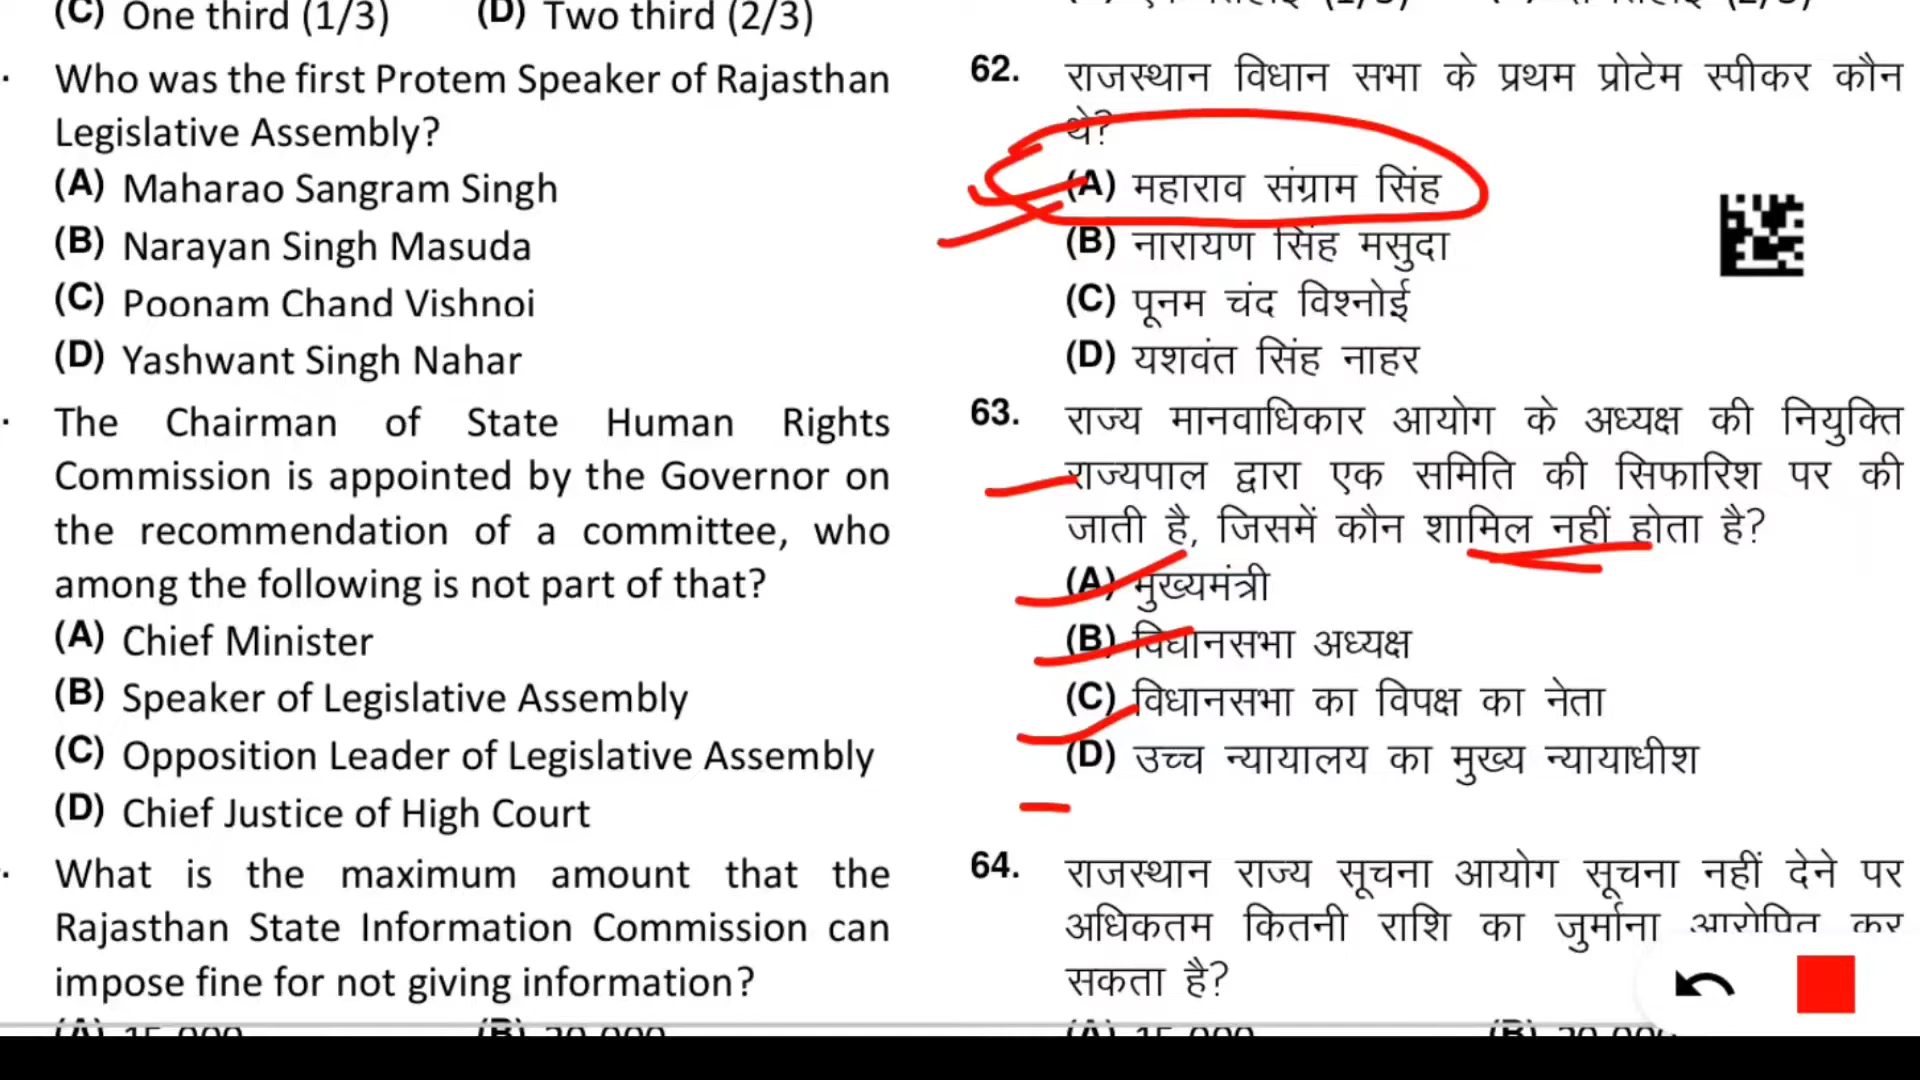 (C) One third (1/3) (D) Two third (2/3)
Who was the first Protem Speaker of Rajasthan
Legislative Assembly?
(A) Maharao Sangram Singh
(B) Narayan Singh Masuda
(C) Poonam Chand Vishnoi
(D) Yashwant Singh Nahar
The Chairman of State Human Rights
Commission is appointed by the Governor on
the recommendation of a committee, who
among the following is not part of that?
(A) Chief Minister
(B) Speaker of Legislative Assembly
(C) Opposition Leader of Legislative Assembly
(D) Chief Justice of High Court
What is the maximum amount that the
Rajasthan State Information Commission can
impose fine for not giving information?
62. राजस्थान विधान सभा के प्रथम प्रोटेम स्पीकर कौन
थे?
(A) महाराव संग्राम सिंह
(B) नारायण सिंह मसुदा
(C) पूनम चंद विश्नोई
(D) यशवंत सिंह नाहर
63. राज्य मानवाधिकार आयोग के अध्यक्ष की नियुक्ति
राज्यपाल द्वारा एक समिति की सिफारिश पर की
जाती है, जिसमें कौन शामिल नहीं होता है?
(A) मुख्यमंत्री
(B) विधानसभा अध्यक्ष
(C) विधानसभा का विपक्ष का नेता
(D) उच्च न्यायालय का मुख्य न्यायाधीश
64. राजस्थान राज्य सूचना आयोग सूचना नहीं देने पर
अधिकतम कितनी राशि का जुर्माना आरोपित कर
सकता है?